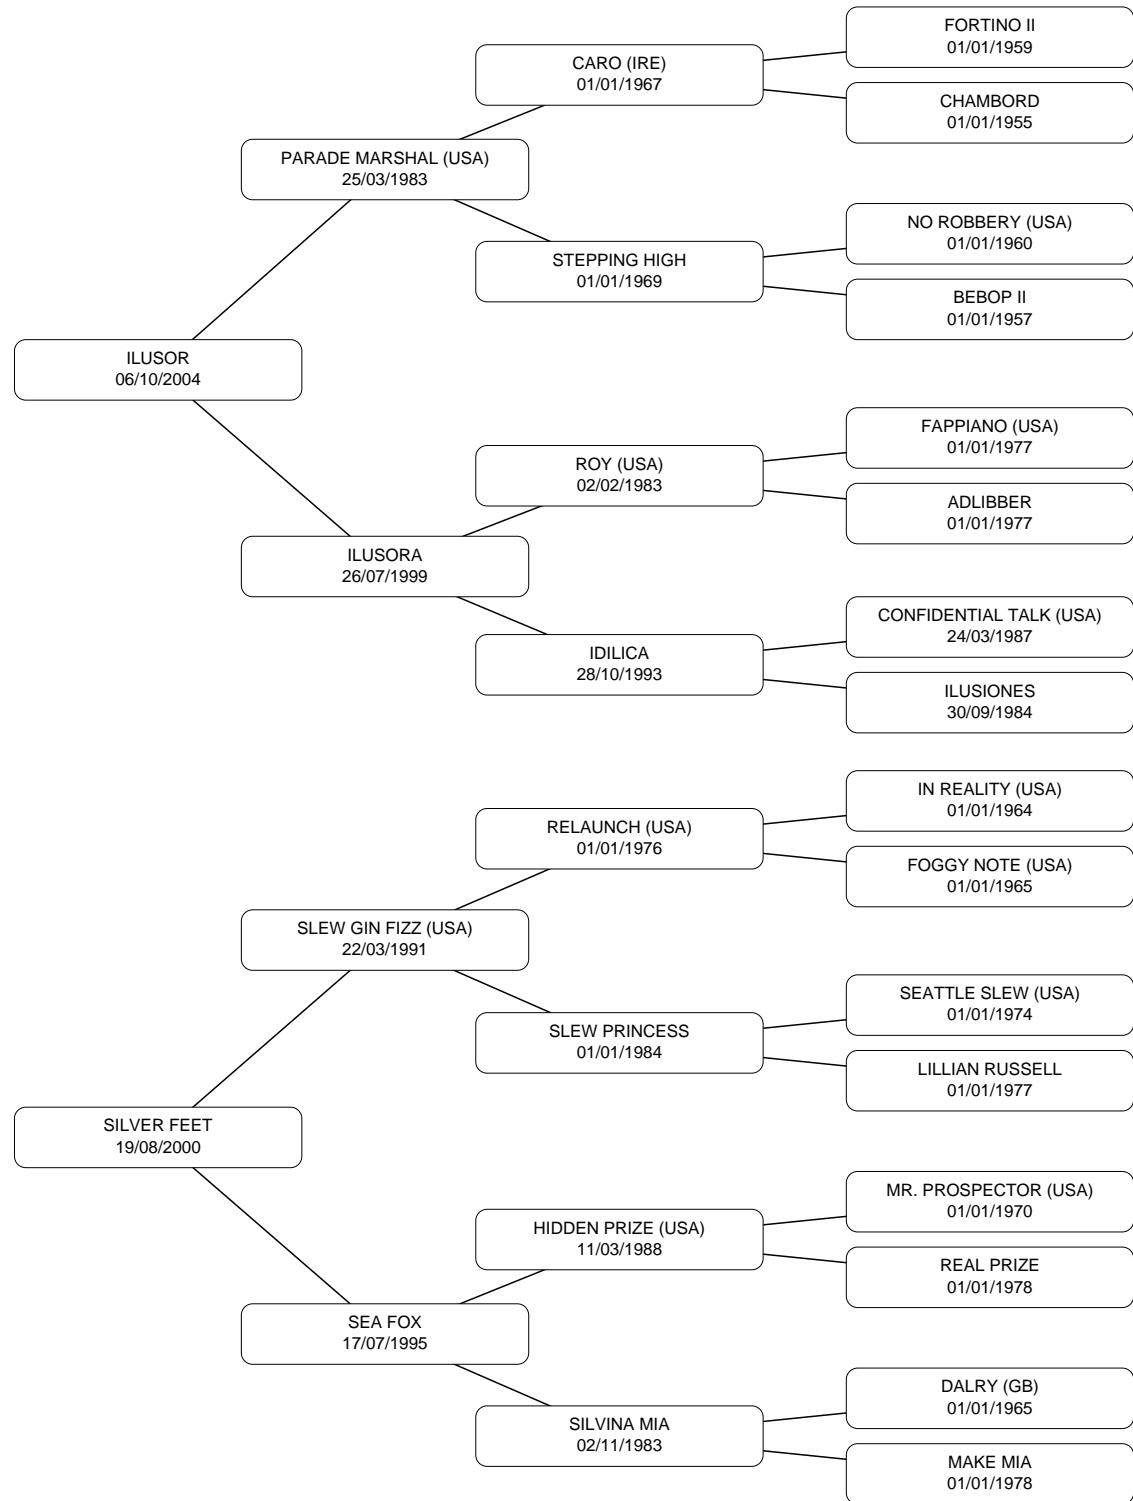 FORTINO II
01/01/1959
CARO (IRE)
01/01/1967
CHAMBORD
01/01/1955
PARADE MARSHAL (USA)
25/03/1983
NO ROBBERY (USA)
01/01/1960
STEPPING HIGH
01/01/1969
BEBOP II
01/01/1957
ILUSOR
06/10/2004
FAPPIANO (USA)
01/01/1977
ROY (USA)
02/02/1983
ADLIBBER
01/01/1977
ILUSORA
26/07/1999
CONFIDENTIAL TALK (USA)
24/03/1987
IDILICA
28/10/1993
ILUSIONES
30/09/1984
IN REALITY (USA)
01/01/1964
RELAUNCH (USA)
01/01/1976
FOGGY NOTE (USA)
01/01/1965
SLEW GIN FIZZ (USA)
22/03/1991
SEATTLE SLEW (USA)
01/01/1974
SLEW PRINCESS
01/01/1984
LILLIAN RUSSELL
01/01/1977
SILVER FEET
19/08/2000
MR. PROSPECTOR (USA)
01/01/1970
HIDDEN PRIZE (USA)
11/03/1988
REAL PRIZE
01/01/1978
SEA FOX
17/07/1995
DALRY (GB)
01/01/1965
SILVINA MIA
02/11/1983
MAKE MIA
01/01/1978